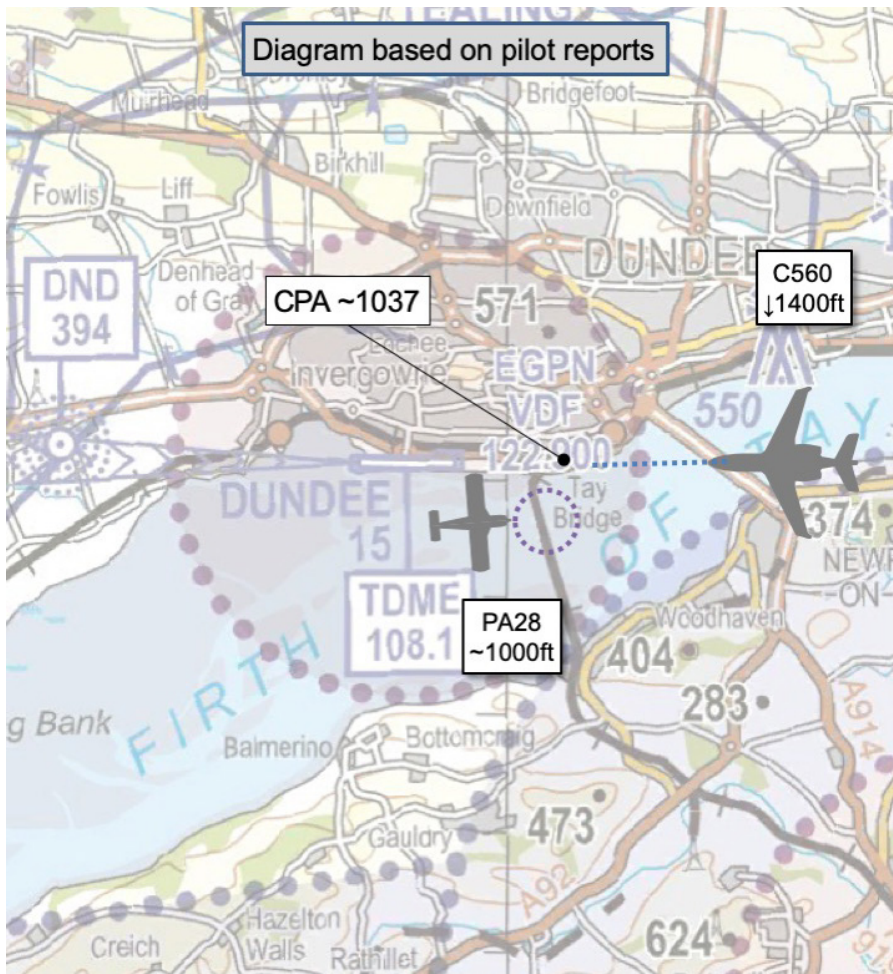 TEALING
Diagram based on pilot reports
Bridgefoot
Muirhead
Birkhill
Fowlis
Liff
Downfield
DUNDEE
C560
↓1400ft
DND
394
Denhead
of Gray
CPA ~1037
571
Lochee
EGPN
Invergowrie
VDF
550
122.900
TAY
DUNDEE
15
Tay
Bridge
OF
374
NEWP
-ON-
TDME
108.1
PA28
~1000ft
Woodhaven
404
FIRTH
283
A914
g Bank
Balmerino
Bottomcraig
473
Gauldry
A92
Hazelton
Walls
Creich
Rathillet
624